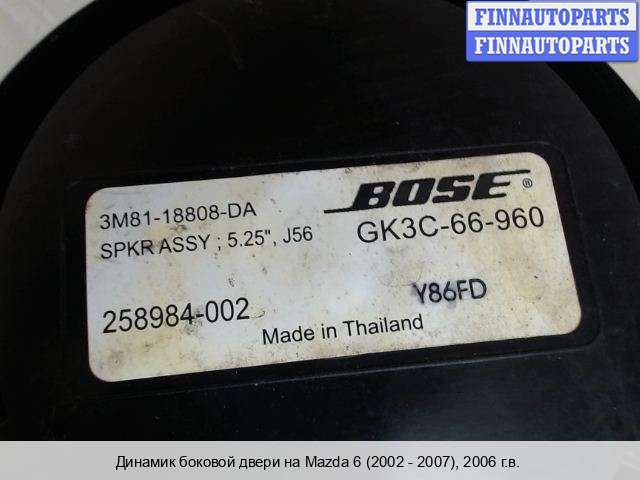 FINNAUTOPARTS
FINNAUTOPARTS
BOSE®
3M81-18808-DA
SPKR ASSY ; 5.25", J56
GK3C-66-960
258984-002
Y86FD
Made in Thailand
Динамик боковой двери на Mazda 6 (2002 - 2007), 2006 г.в.